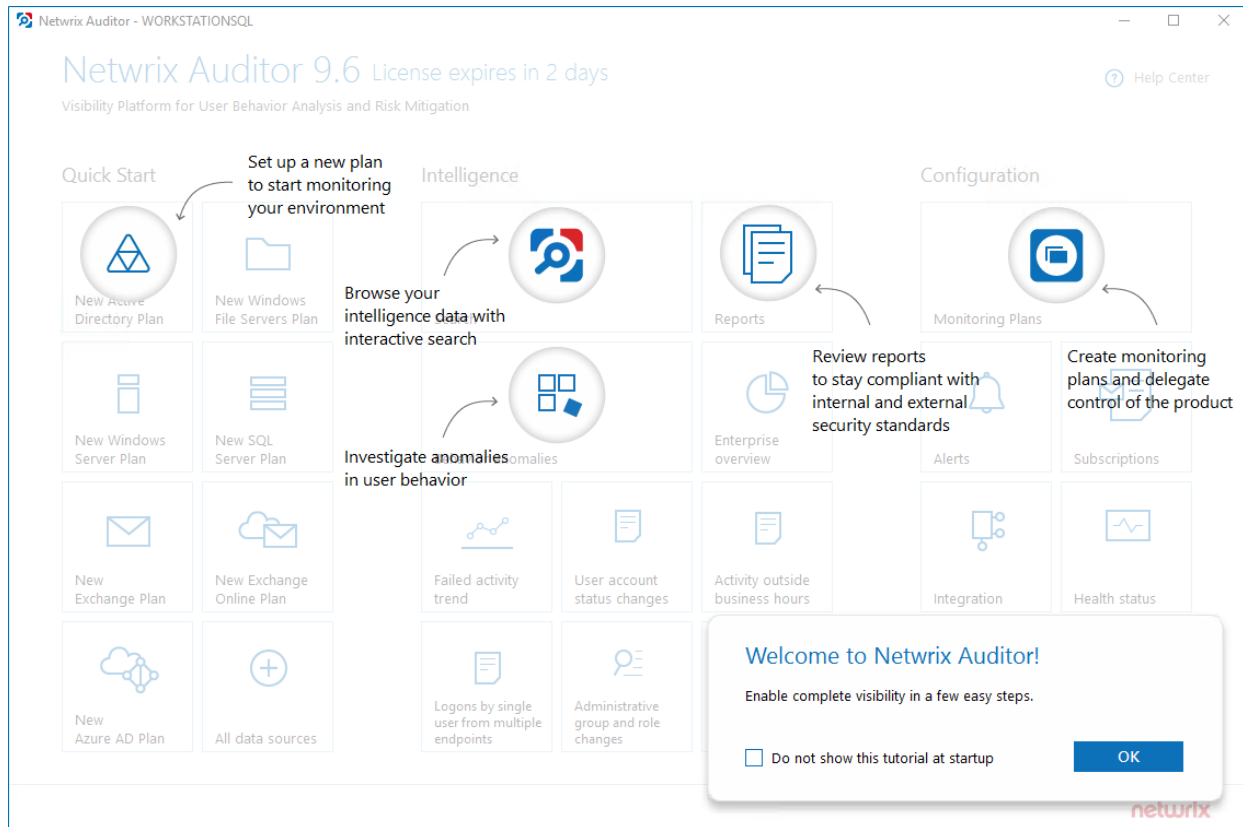 Netwrix Auditor - WORKSTATIONSQL
Netwrix Auditor 9.6 License expires in 2 days
Help Center
Visibility Platform for User Behavior Analysis and Risk Mitigation
Quick Start
Set up a new plan
to start monitoring
your environment
Intelligence
Configuration
New Active
Directory Plan
New Windows
File Servers Plan
Browse your
intelligence data with
interactive search
Search
Reports
Monitoring Plans
Review reports
to stay compliant with
internal and external
security standards
Create monitoring
plans and delegate
control of the product
New Windows
Server Plan
New SQL
Server Plan
Investigate anomalies
in user behavior
Behavior anomalies
Enterprise
overview
Alerts
Subscriptions
New
Exchange Plan
New Exchange
Online Plan
Failed activity
trend
User account
status changes
Activity outside
business hours
Integration
Health status
New
Azure AD Plan
All data sources
Logons by single
user from multiple
endpoints
Administrative
group and role
changes
Welcome to Netwrix Auditor!
Enable complete visibility in a few easy steps.
Do not show this tutorial at startup
OK
netwrix